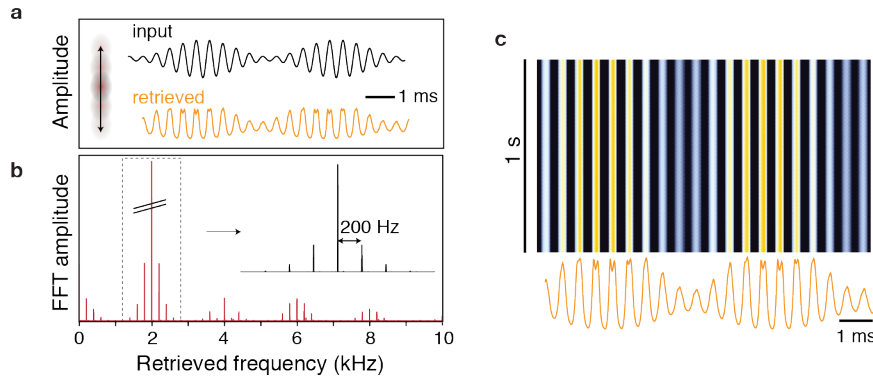 a
Amplitude
input
retrieved
1 ms
b
FFT amplitude
200 Hz
0 2 4 6 8 10
Retrieved frequency (kHz)
c
1 s
1 ms